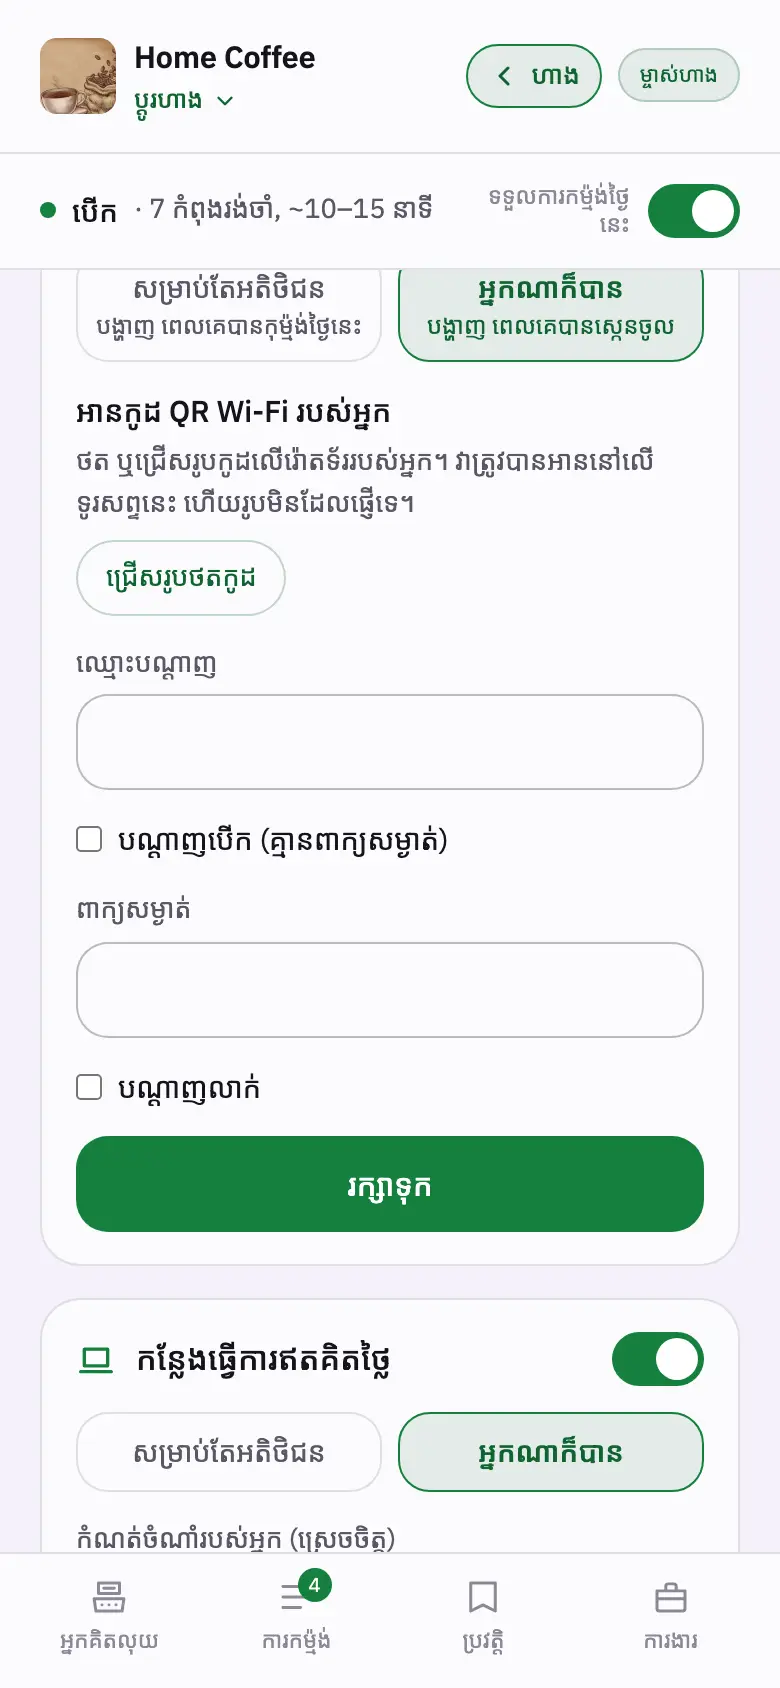 Home Coffee
ប្ដូរហាង
ហាង
ម្ចាស់ហាង
បើក · 7 កំពុងរង់ចាំ, ~10–15 នាទី
ទទួលការកម្ម៉ង់ថ្ងៃ
នេះ
សម្រាប់តែអតិថិជន
បង្ហាញ ពេលគេបានកុម្ម៉ង់ថ្ងៃនេះ
អ្នកណាក៏បាន
បង្ហាញ ពេលគេបានស្កេនចូល
អានកូដ QR Wi-Fi របស់អ្នក
ថត ឬជ្រើសរូបកូដលើរ៉ោតទ័ររបស់អ្នក។ វាត្រូវបានអាននៅលើ
ទូរសព្ទនេះ ហើយរូបមិនដែលផ្ញើទេ។
ជ្រើសរូបថតកូដ
ឈ្មោះបណ្ដាញ
បណ្ដាញបើក (គ្មានពាក្យសម្ងាត់)
ពាក្យសម្ងាត់
បណ្ដាញលាក់
រក្សាទុក
កន្លែងធ្វើការឥតគិតថ្លៃ
សម្រាប់តែអតិថិជន
អ្នកណាក៏បាន
កំណត់ចំណាំរបស់អ្នក (ស្រេចចិត្ត)
4
អ្នកគិតលុយ
ការកម្ម៉ង់
ប្រវត្តិ
ការងារ